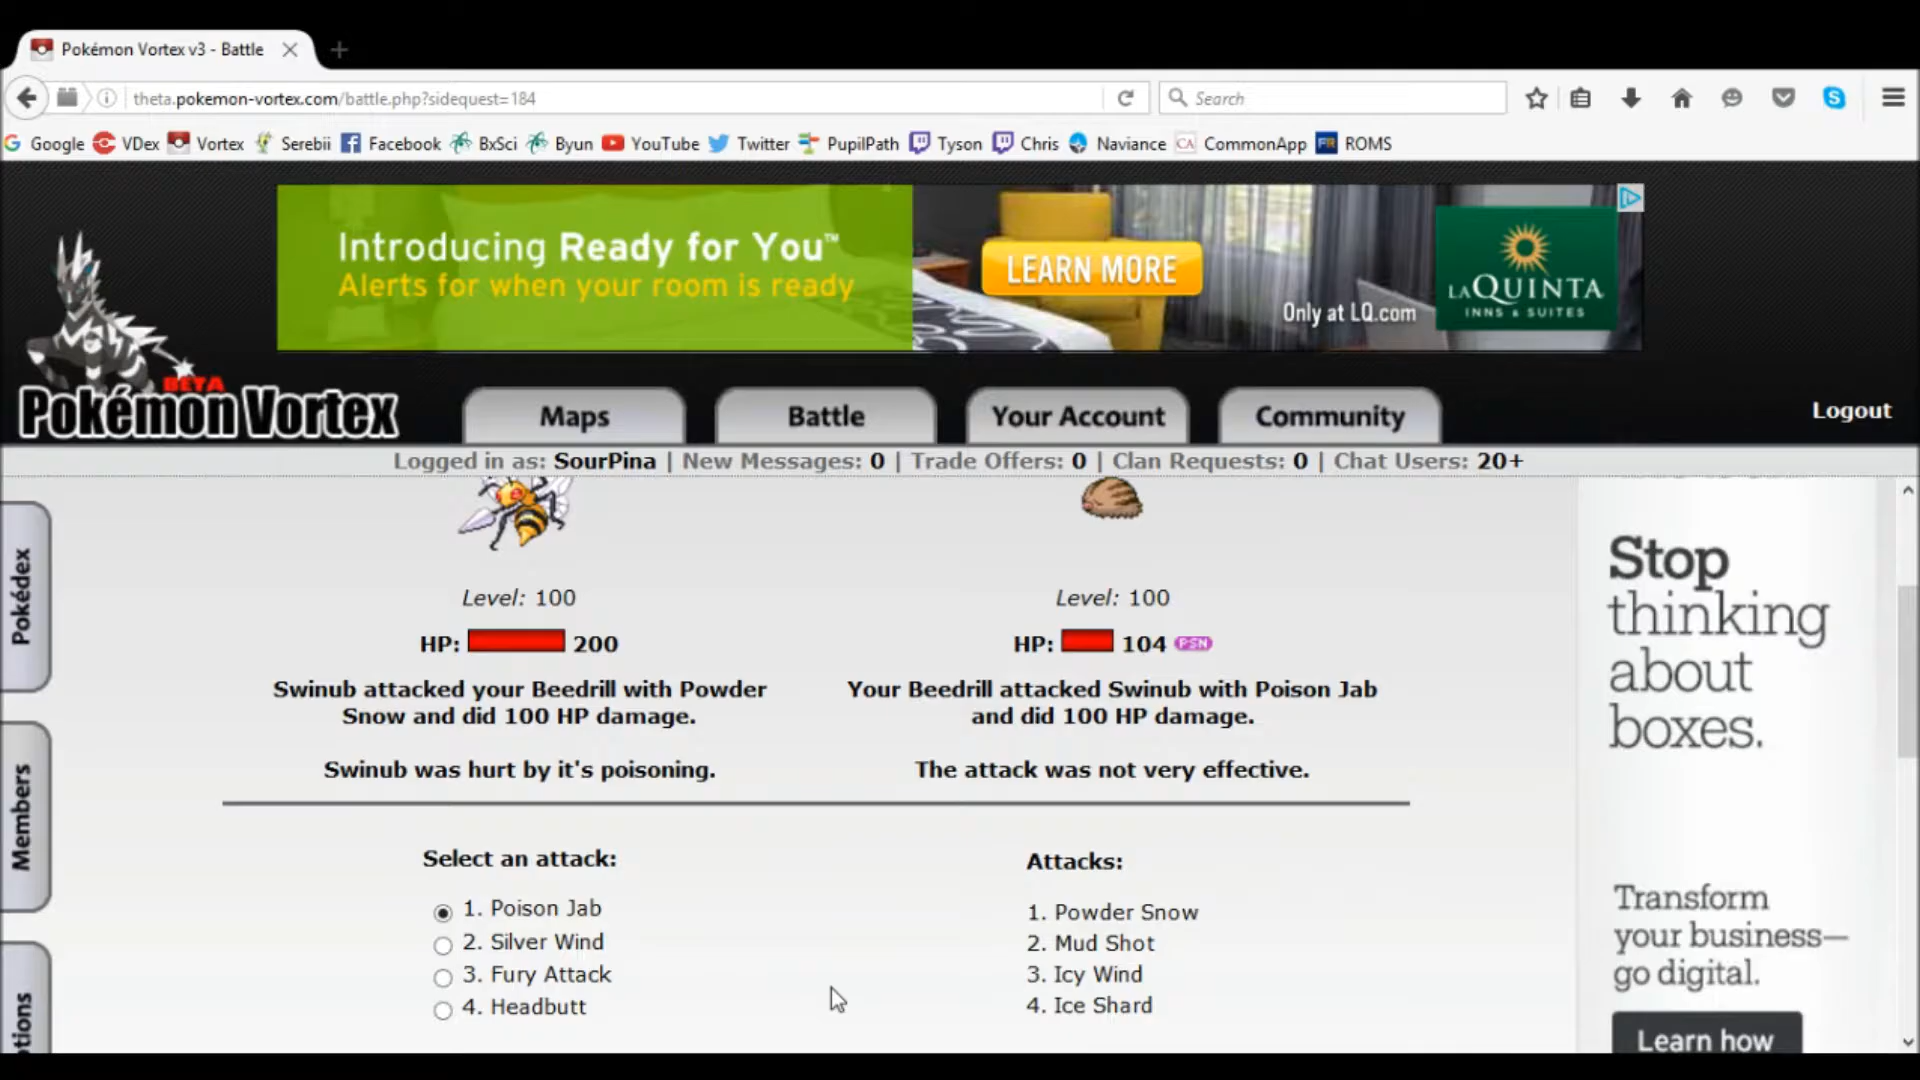 Pokémon Vortex v3 - Battle
theta.pokemon-vortex.com/battle.php?sidequest=184
Search
Google VDex Vortex Serebii Facebook BxSci Byun YouTube Twitter PupilPath Tyson Chris Naviance CA CommonApp FR ROMS
Introducing Ready for You™
Alerts for when your room is ready
LEARN MORE
Only at LQ.com
LAQUINTA
INNS & SUITES
BETA
Pokémon Vortex
Maps
Battle
Your Account
Community
Logout
Logged in as: SourPina | New Messages: 0 | Trade Offers: 0 | Clan Requests: 0 | Chat Users: 20+
Pokédex
Members
tions
Level: 100
HP: 200
Swinub attacked your Beedrill with Powder
Snow and did 100 HP damage.
Swinub was hurt by it's poisoning.
Level: 100
HP: 104 PSN
Your Beedrill attacked Swinub with Poison Jab
and did 100 HP damage.
The attack was not very effective.
Select an attack:
1. Poison Jab
2. Silver Wind
3. Fury Attack
4. Headbutt
Attacks:
1. Powder Snow
2. Mud Shot
3. Icy Wind
4. Ice Shard
Stop
thinking
about
boxes.
Transform
your business—
go digital.
Learn how